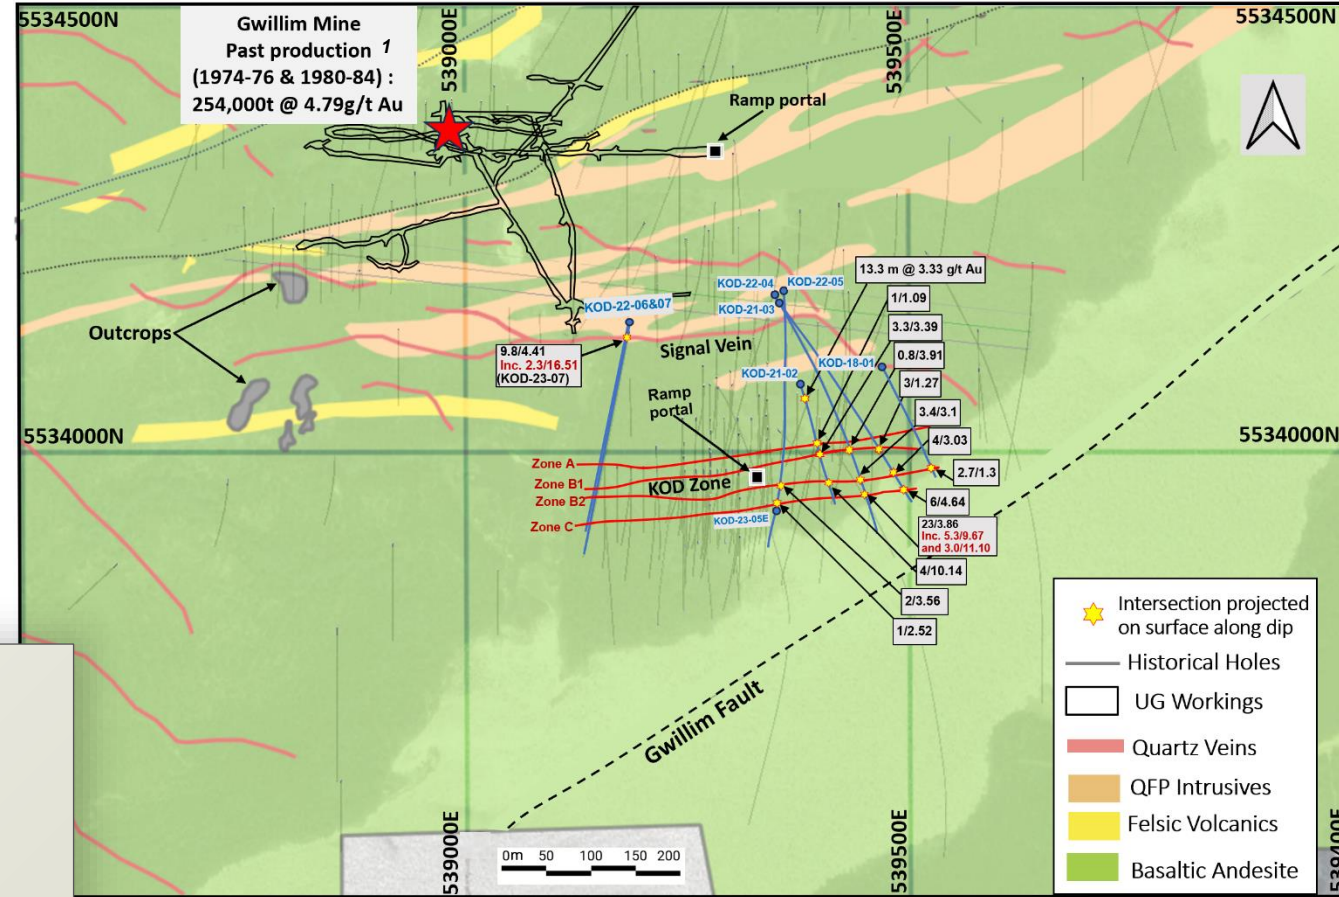 5534500N
539000E
539500E
5534500N
Gwillim Mine
Past production 1
(1974-76 & 1980-84) :
254,000t @ 4.79g/t Au
Ramp portal
13.3 m @ 3.33 g/t Au
KOD-22-04
KOD-22-05
KOD-21-03
1/1.09
KOD-22-06&07
Outcrops
3.3/3.39
Signal Vein
9.8/4.41
Inc. 2.3/16.51
(KOD-23-07)
0.8/3.91
KOD-18-01
KOD-21-02
3/1.27
Ramp
portal
3.4/3.1
5534000N
5534000N
4/3.03
Zone A
2.7/1.3
Zone B1
KOD Zone
Zone B2
6/4.64
Zone C
KOD-23-05E
23/3.86
Inc. 5.3/9.67
and 3.0/11.10
4/10.14
2/3.56
1/2.52
Gwillim Fault
Intersection projected
on surface along dip
Historical Holes
UG Workings
Quartz Veins
QFP Intrusives
Felsic Volcanics
Basaltic Andesite
0m 50 100 150 200
539000E
539500E